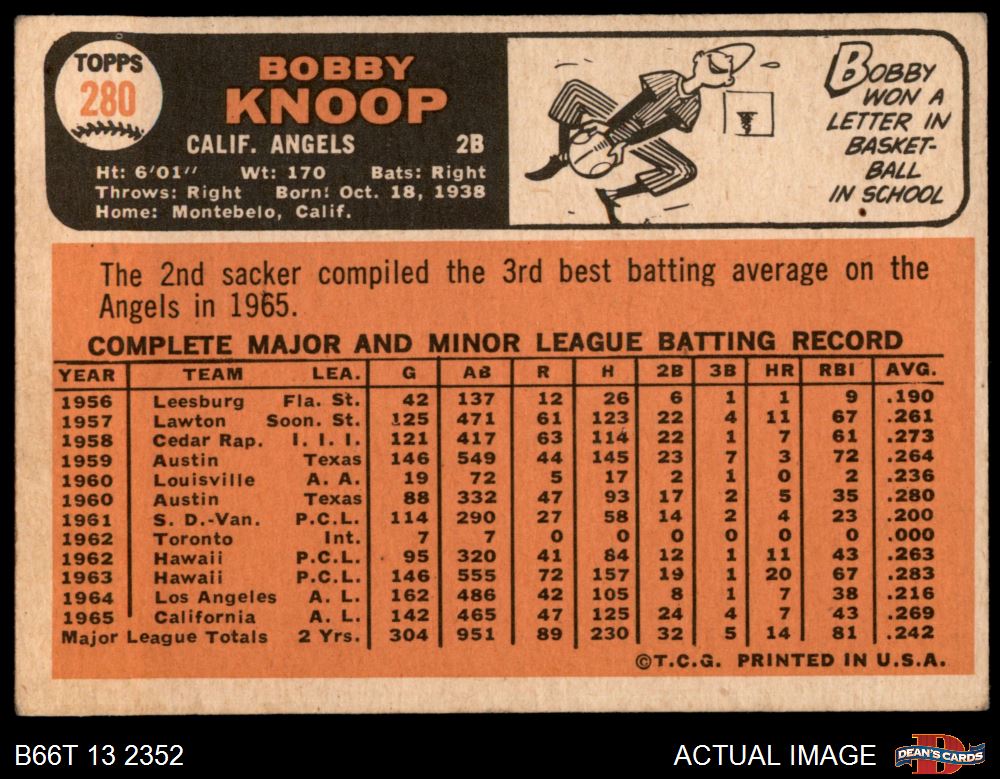 TOPPS
280
BOBBY
KNOOP
CALIF. ANGELS 2B
Ht: 6'01" Wt: 170 Bats: Right
Throws: Right Born: Oct. 18, 1938
Home: Montebelo, Calif.
BOBBY
WON A
LETTER IN
BASKET-
BALL
IN SCHOOL
The 2nd sacker compiled the 3rd best batting average on the
Angels in 1965.
COMPLETE MAJOR AND MINOR LEAGUE BATTING RECORD
YEAR TEAM LEA. G AB R H 2B 3B HR RBI AVG.
1956 Leesburg Fla. St. 42 137 12 26 6 1 1 9 .190
1957 Lawton Soon. St. 125 471 61 123 22 4 11 67 .261
1958 Cedar Rap. I. I. I. 121 417 63 114 22 1 7 61 .273
1959 Austin Texas 146 549 44 145 23 7 3 72 .264
1960 Louisville A. A. 19 72 5 17 2 1 0 2 .236
1960 Austin Texas 88 332 47 93 17 2 5 35 .280
1961 S. D.-Van. P.C.L. 114 290 27 58 14 2 4 23 .200
1962 Toronto Int. 7 7 0 0 0 0 0 0 .000
1962 Hawaii P.C.L. 95 320 41 84 12 1 11 43 .263
1963 Hawaii P.C.L. 146 555 72 157 19 1 20 67 .283
1964 Los Angeles A. L. 162 486 42 105 8 1 7 38 .216
1965 California A. L. 142 465 47 125 24 4 7 43 .269
Major League Totals 2 Yrs. 304 951 89 230 32 5 14 81 .242
©T.C.G. PRINTED IN U.S.A.
B66T 13 2352
ACTUAL IMAGE
DEAN'S CARDS